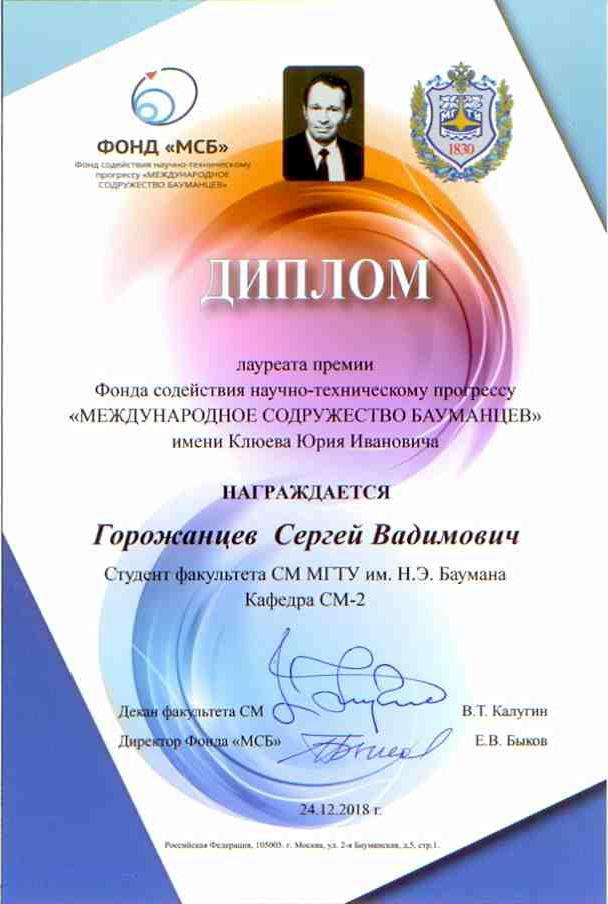 ФОНД «МСБ»
Фонд содействия научно-техническому
прогрессу «МЕЖДУНАРОДНОЕ
СОДРУЖЕСТВО БАУМАНЦЕВ»
1830
ДИПЛОМ
лауреата премии
Фонда содействия научно-техническому прогрессу
«МЕЖДУНАРОДНОЕ СОДРУЖЕСТВО БАУМАНЦЕВ»
имени Клюева Юрия Ивановича
НАГРАЖДАЕТСЯ
Горожанцев Сергей Вадимович
Студент факультета СМ МГТУ им. Н.Э. Баумана
Кафедра СМ-2
Декан факультета СМ В.Т. Калугин
Директор Фонда «МСБ» Е.В. Быков
24.12.2018 г.
Российская Федерация, 105005. г. Москва, ул. 2-я Бауманская, д.5, стр.1.